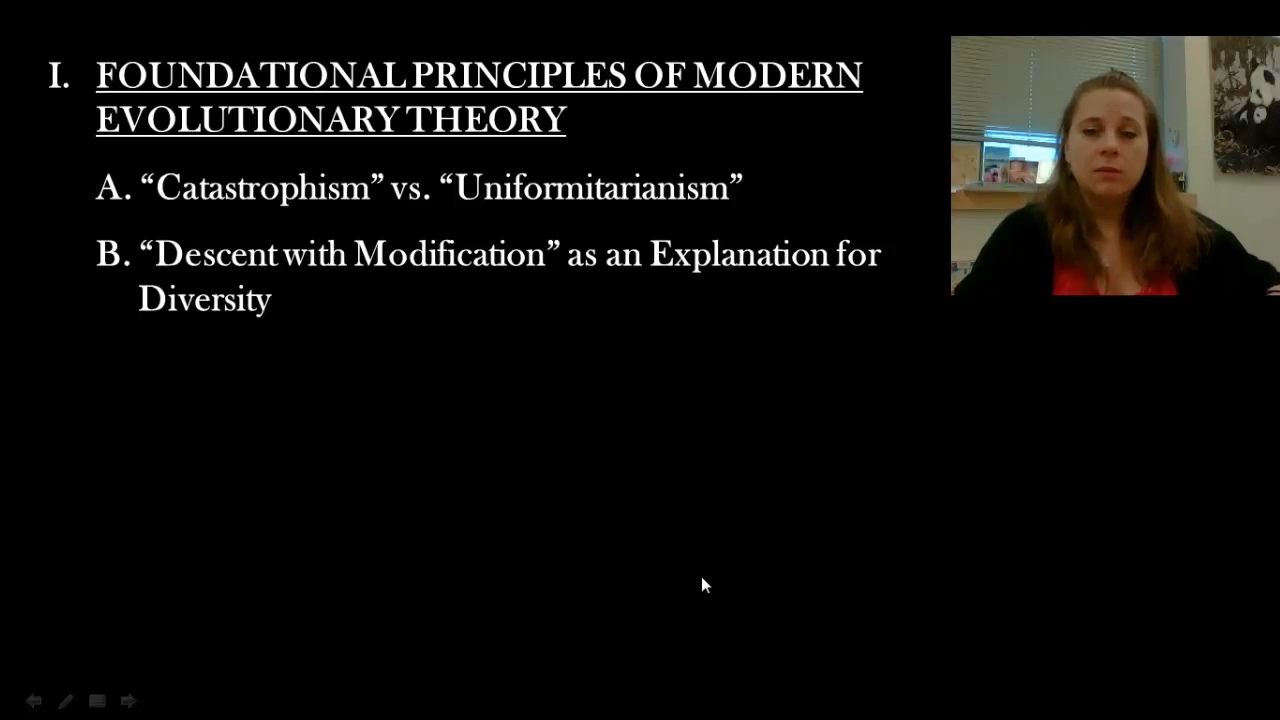 I. FOUNDATIONAL PRINCIPLES OF MODERN
EVOLUTIONARY THEORY
A. “Catastrophism” vs. “Uniformitarianism”
B. “Descent with Modification” as an Explanation for
Diversity